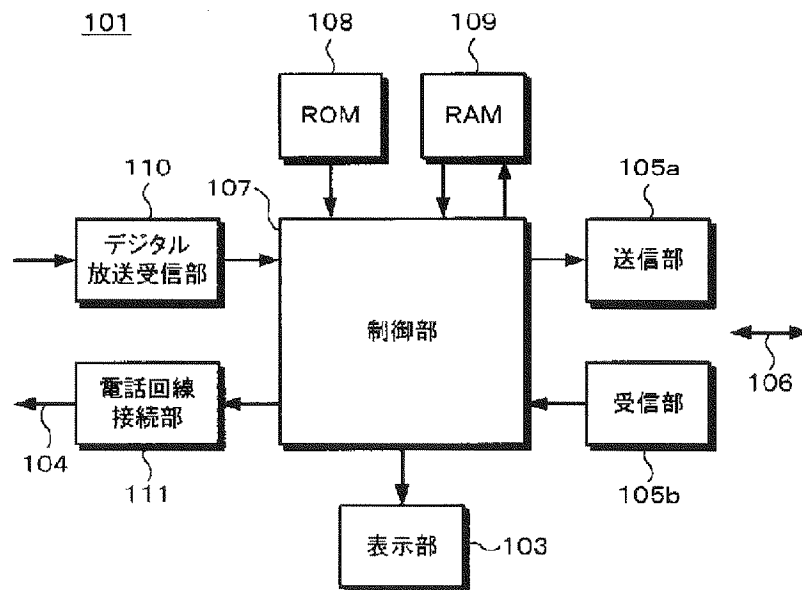 101
108
109
ROM
RAM
110
107
105a
デジタル
放送受信部
送信部
制御部
106
電話回線
接続部
受信部
104
111
105b
表示部
103